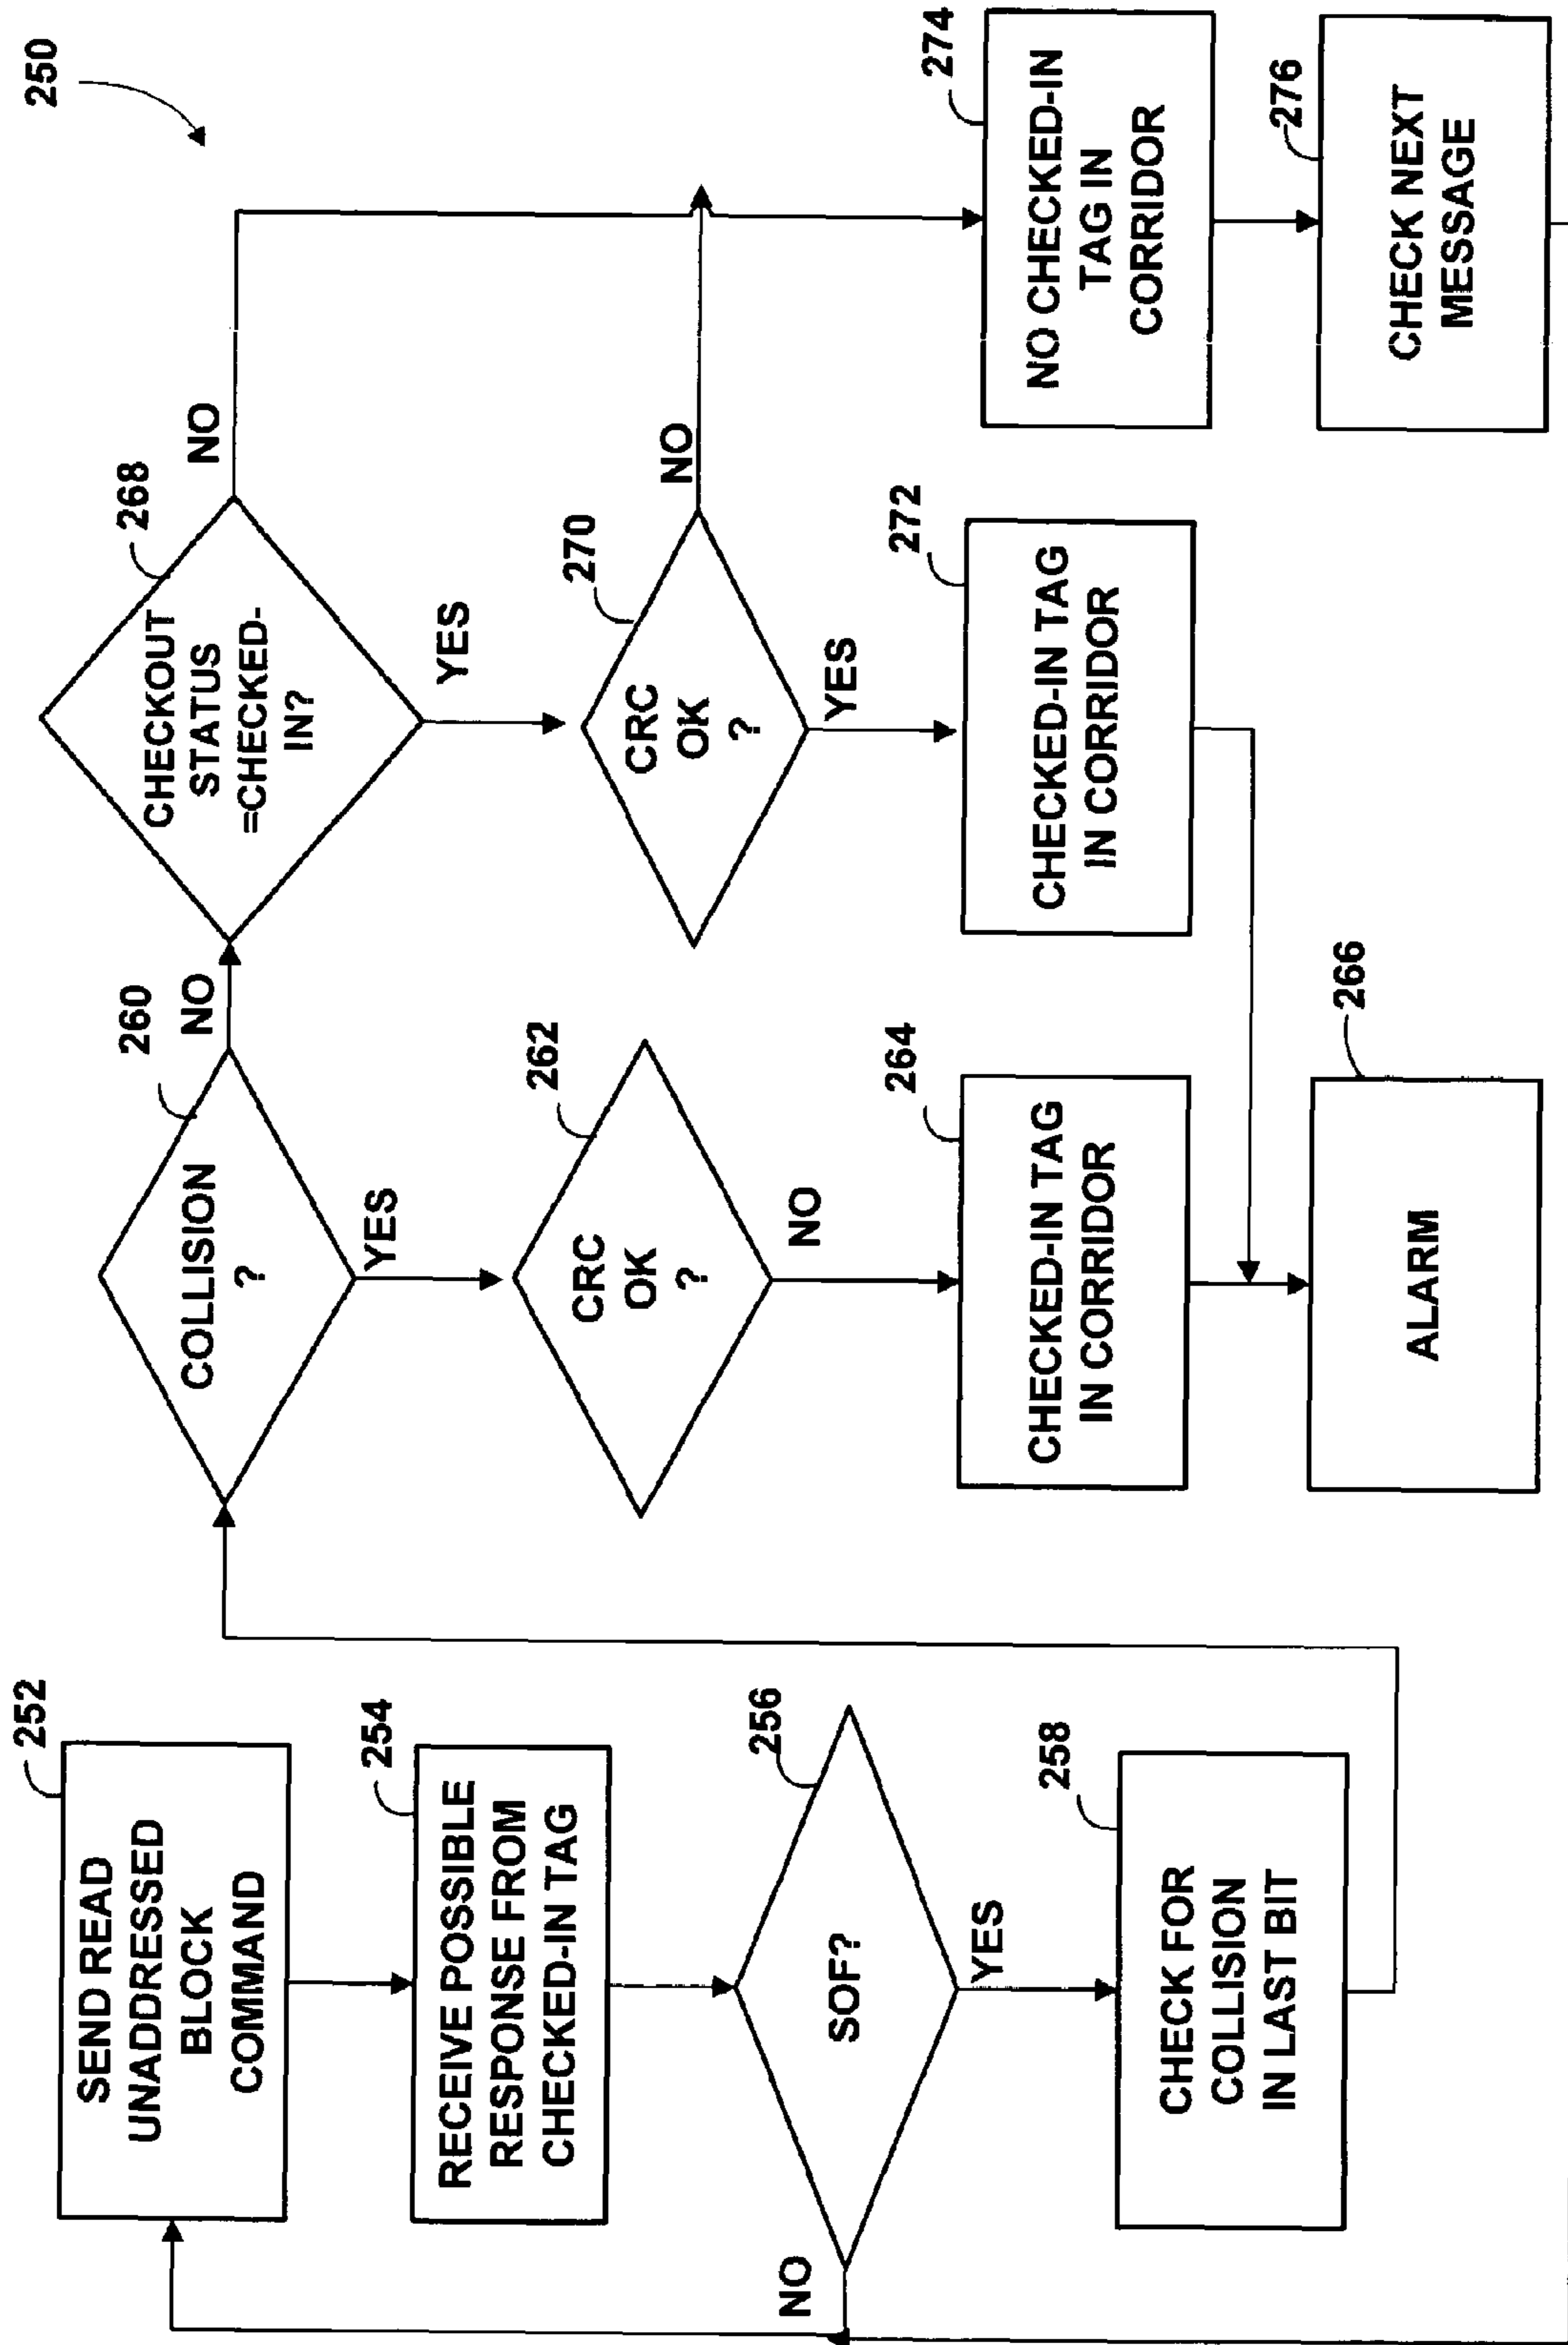 250
252
SEND READ
UNADDRESSED
BLOCK
COMMAND
254
RECEIVE POSSIBLE
RESPONSE FROM
CHECKED-IN TAG
256
SOF?
NO
YES
258
CHECK FOR
COLLISION
IN LAST BIT
260
COLLISION
?
NO
YES
262
CRC
OK
?
NO
264
CHECKED-IN TAG
IN CORRIDOR
266
ALARM
268
CHECKOUT
STATUS
=CHECKED-
IN?
NO
YES
270
CRC
OK
?
NO
YES
272
CHECKED-IN TAG
IN CORRIDOR
274
NO CHECKED-IN
TAG IN
CORRIDOR
276
CHECK NEXT
MESSAGE